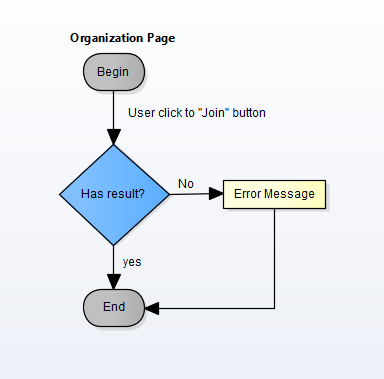 Organization Page
Begin
User click to "Join" button
Has result?
No
Error Message
yes
End